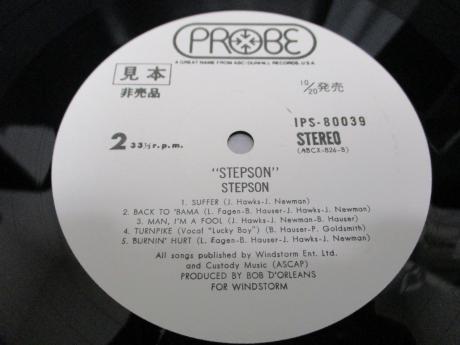 PROBE
A GREAT NAME FROM ABC-DUNHILL RECORDS, U.S.A.
見本
非売品
10/20発売
IPS-80039
2 33⅓ r.p.m.
STEREO
(ABCX-826-B)
"STEPSON"
STEPSON
1. SUFFER (J. Hawks-J. Newman)
2. BACK TO 'BAMA (L. Fagen-B. Hauser-J. Hawks-J. Newman)
3. MAN, I'M A FOOL (J. Hawks-J. Newman)
4. TURNPIKE (Vocal "Lucky Boy") (B. Hauser-P. Goldsmith)
5. BURNIN' HURT (L. Fagen-B. Hauser-J. Hawks-J. Newman)
All songs published by Windstorm Ent. Ltd.
and Custody Music (ASCAP)
PRODUCED BY BOB D'ORLEANS
FOR WINDSTORM